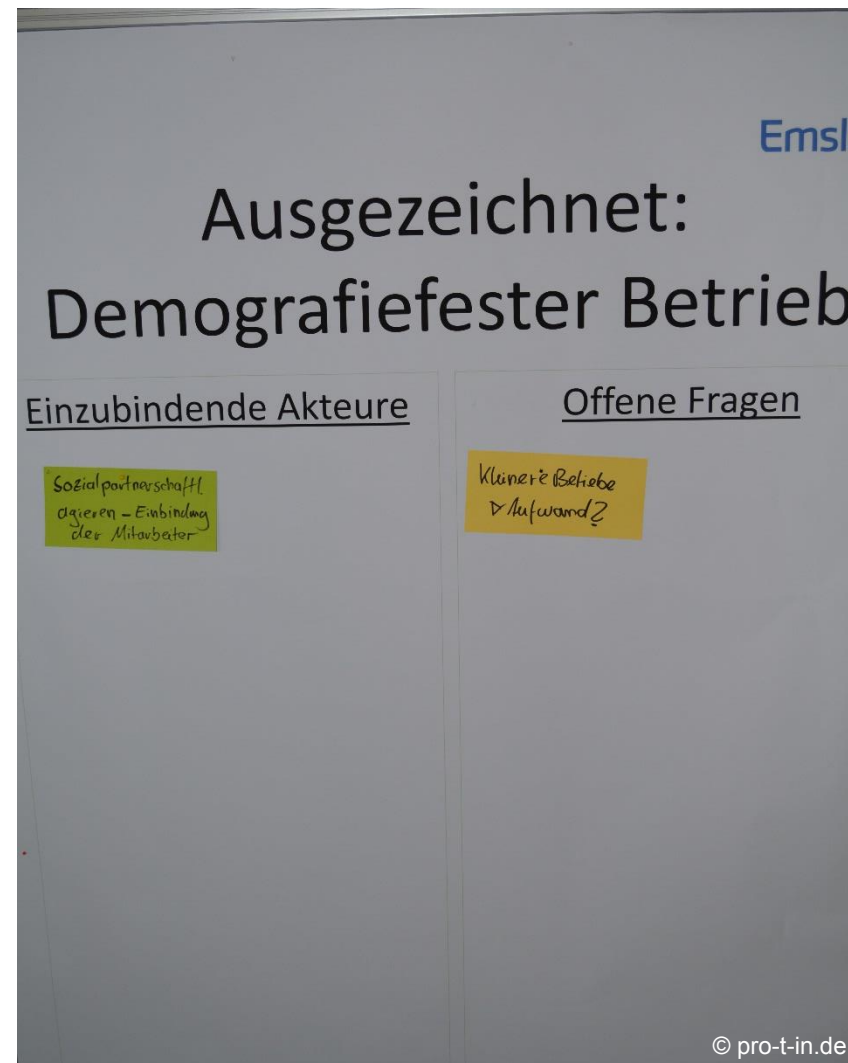 Emsl
Ausgezeichnet:
Demografiefester Betrieb
Einzubindende Akteure
Offene Fragen
Sozialpartnerschaftl.
agieren – Einbindung
der Mitarbeiter
Kleinere Betriebe
▷ Aufwand?
© pro-t-in.de